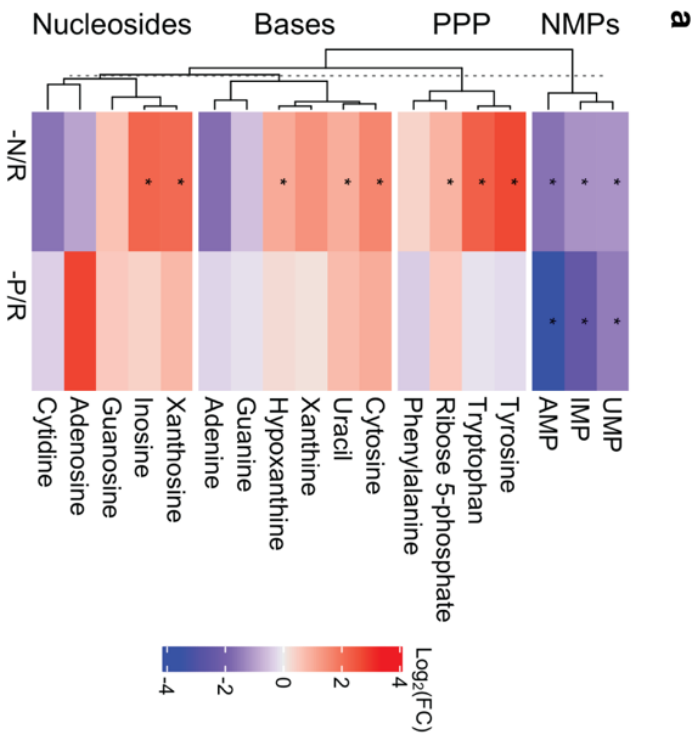 a
NMPs
PPP
Bases
Nucleosides
* * * * * * * * * * *
* * *
-N/R
-P/R
UMP
IMP
AMP
Tyrosine
Tryptophan
Ribose 5-phosphate
Phenylalanine
Cytosine
Uracil
Xanthine
Hypoxanthine
Guanine
Adenine
Xanthosine
Inosine
Guanosine
Adenosine
Cytidine
Log₂(FC)
4
2
0
-2
-4